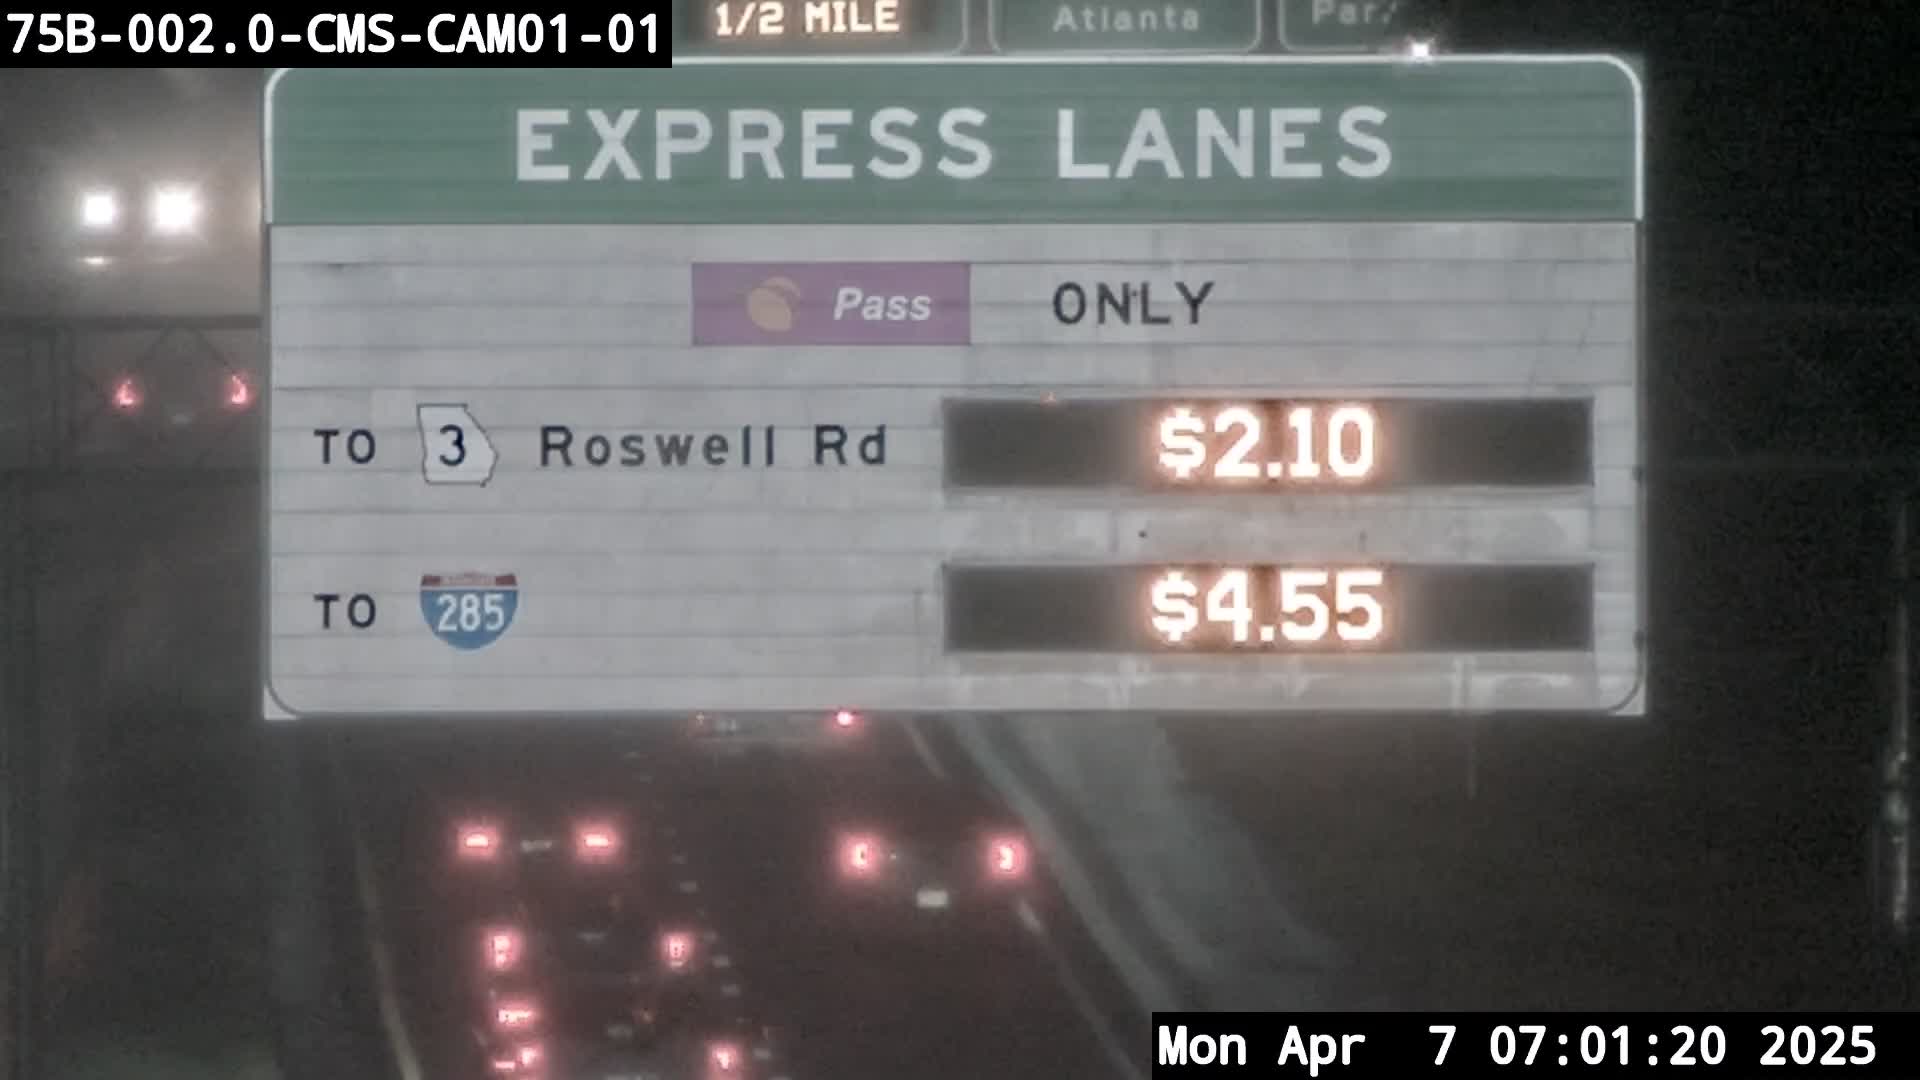 75B-002.0-CMS-CAM01-01
1/2 MILE
Atlanta
EXPRESS LANES
Pass ONLY
TO 3 Roswell Rd $2.10
TO 285 $4.55
Mon Apr 7 07:01:20 2025